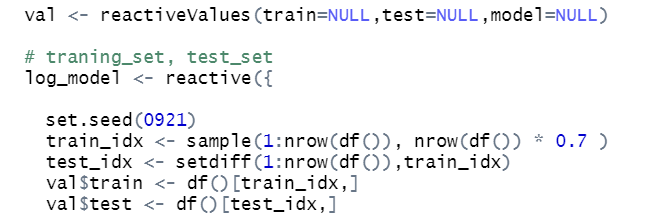 val <- reactiveValues(train=NULL,test=NULL,model=NULL)
# traning_set, test_set
log_model <- reactive({
set.seed(0921)
train_idx <- sample(1:nrow(df()), nrow(df()) * 0.7 )
test_idx <- setdiff(1:nrow(df()),train_idx)
val$train <- df()[train_idx,]
val$test <- df()[test_idx,]